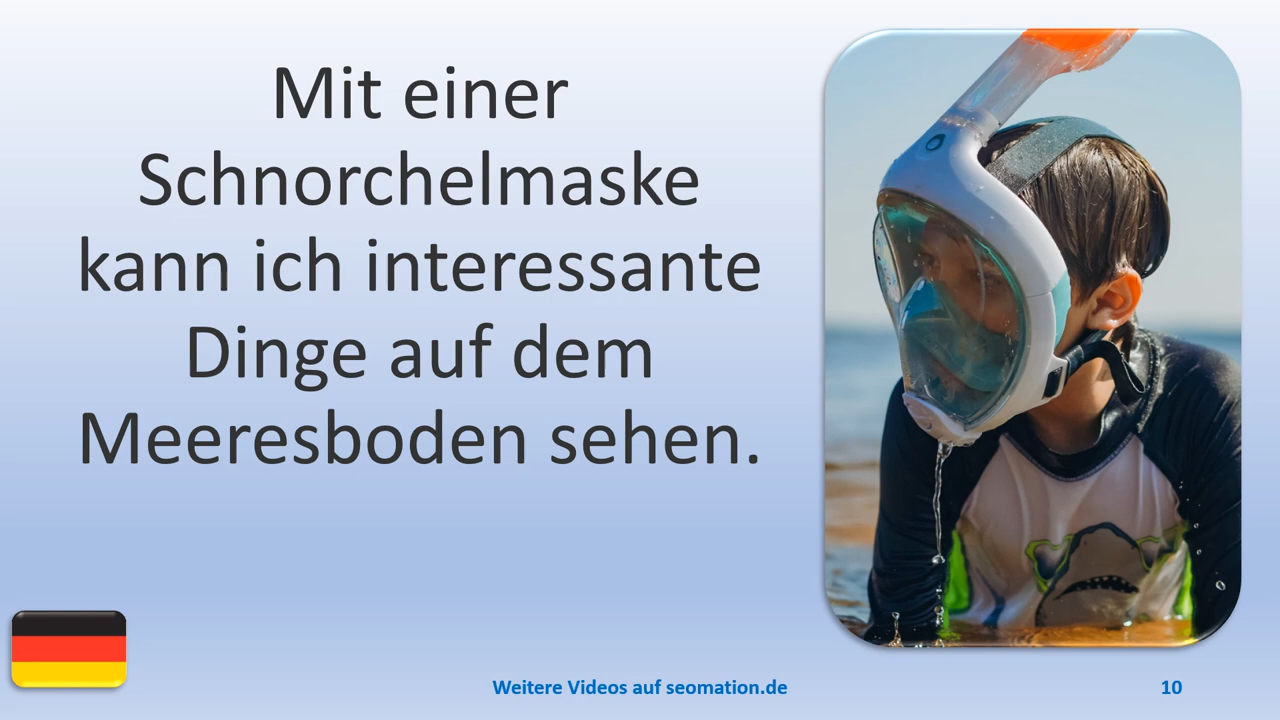 Mit einer
Schnorchelmaske
kann ich interessante
Dinge auf dem
Meeresboden sehen.
Weitere Videos auf seomation.de
10